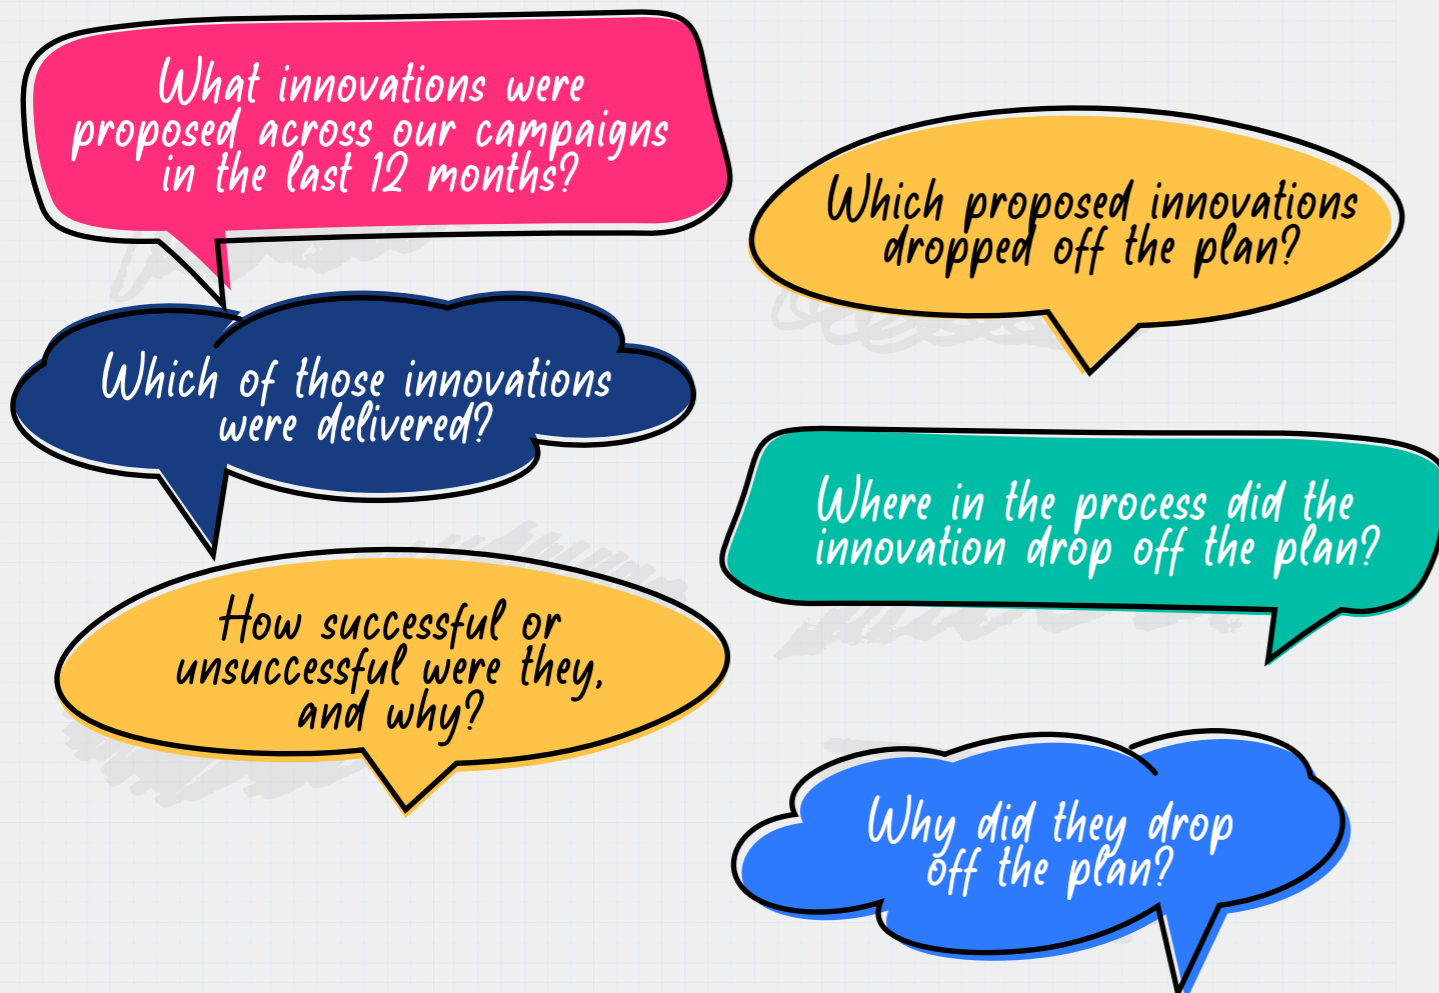 What innovations were
proposed across our campaigns
in the last 12 months?
Which of those innovations
were delivered?
How successful or
unsuccessful were they,
and why?
Which proposed innovations
dropped off the plan?
Where in the process did the
innovation drop off the plan?
Why did they drop
off the plan?